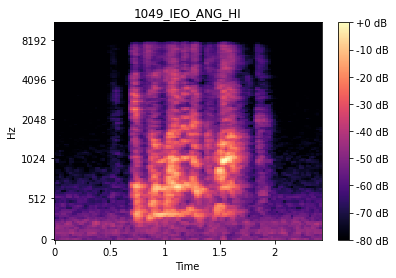 1049_IEO_ANG_HI
+0 dB
8192
-10 dB
-20 dB
4096
-30 dB
Hz
2048
-40 dB
1024
-50 dB
-60 dB
512
-70 dB
0
-80 dB
0 0.5 1 1.5 2
Time